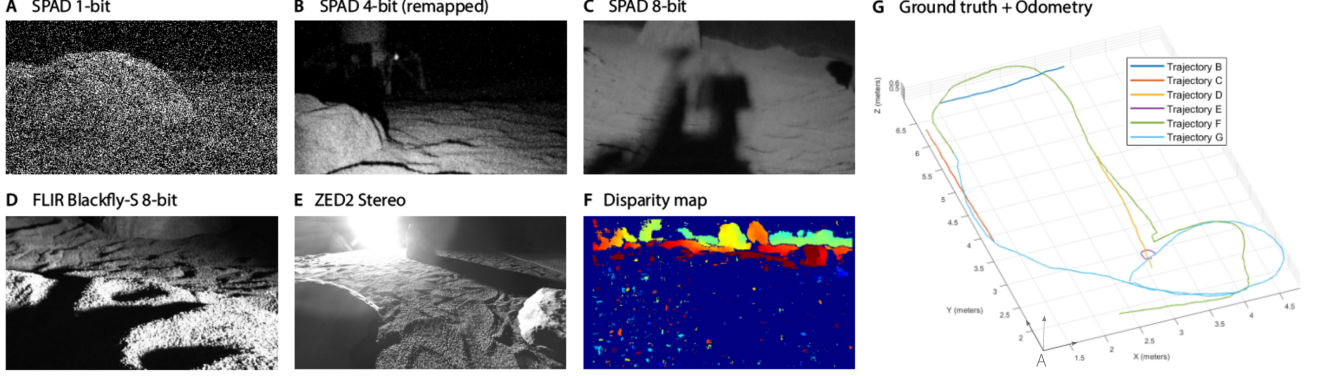 A SPAD 1-bit
B SPAD 4-bit (remapped)
C SPAD 8-bit
G Ground truth + Odometry
D FLIR Blackfly-S 8-bit
E ZED2 Stereo
F Disparity map
Trajectory B
Trajectory C
Trajectory D
Trajectory E
Trajectory F
Trajectory G
Z (meters)
6.5
6
5.5
5
4.5
4
3.5
3
2.5
2
Y (meters)
A
1.5
2
2.5
3
3.5
4
4.5
X (meters)